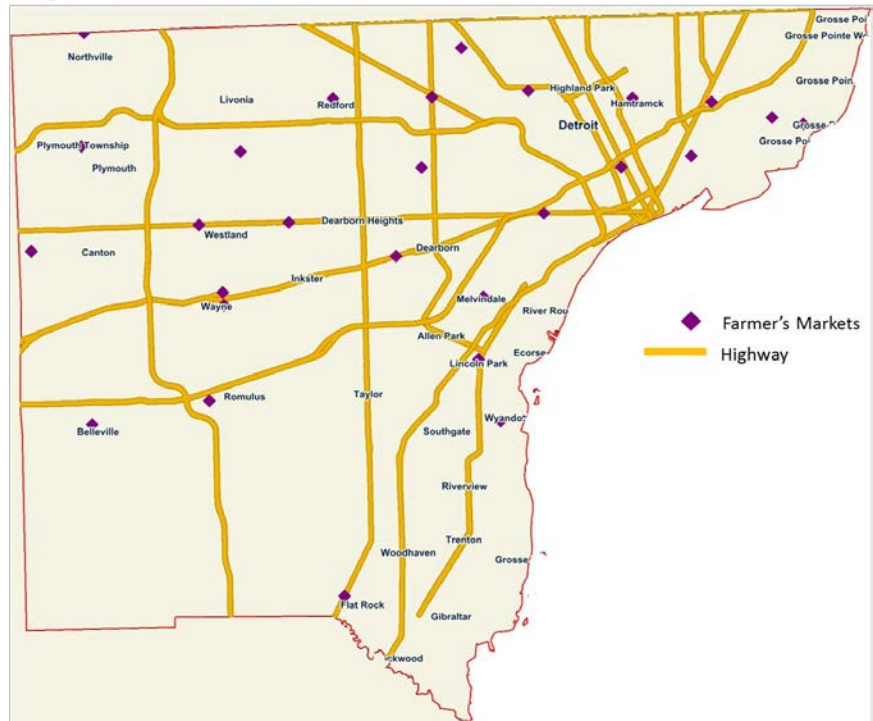 Grosse Poi
Grosse Pointe W
Northville
Grosse Poin
Highland Park
Livonia
Redford
Hamtramck
Detroit
Grosse P
Grosse Poi
Plymouth Township
Plymouth
Dearborn Heights
Westland
Dearborn
Canton
Inkster
Melvindale
Wayne
River Rou
Farmer's Markets
Allen Park
Ecorse
Highway
Lincoln Park
Taylor
Romulus
Wyandot
Belleville
Southgate
Riverview
Trenton
Woodhaven
Grosse
Flat Rock
Gibraltar
ckwood